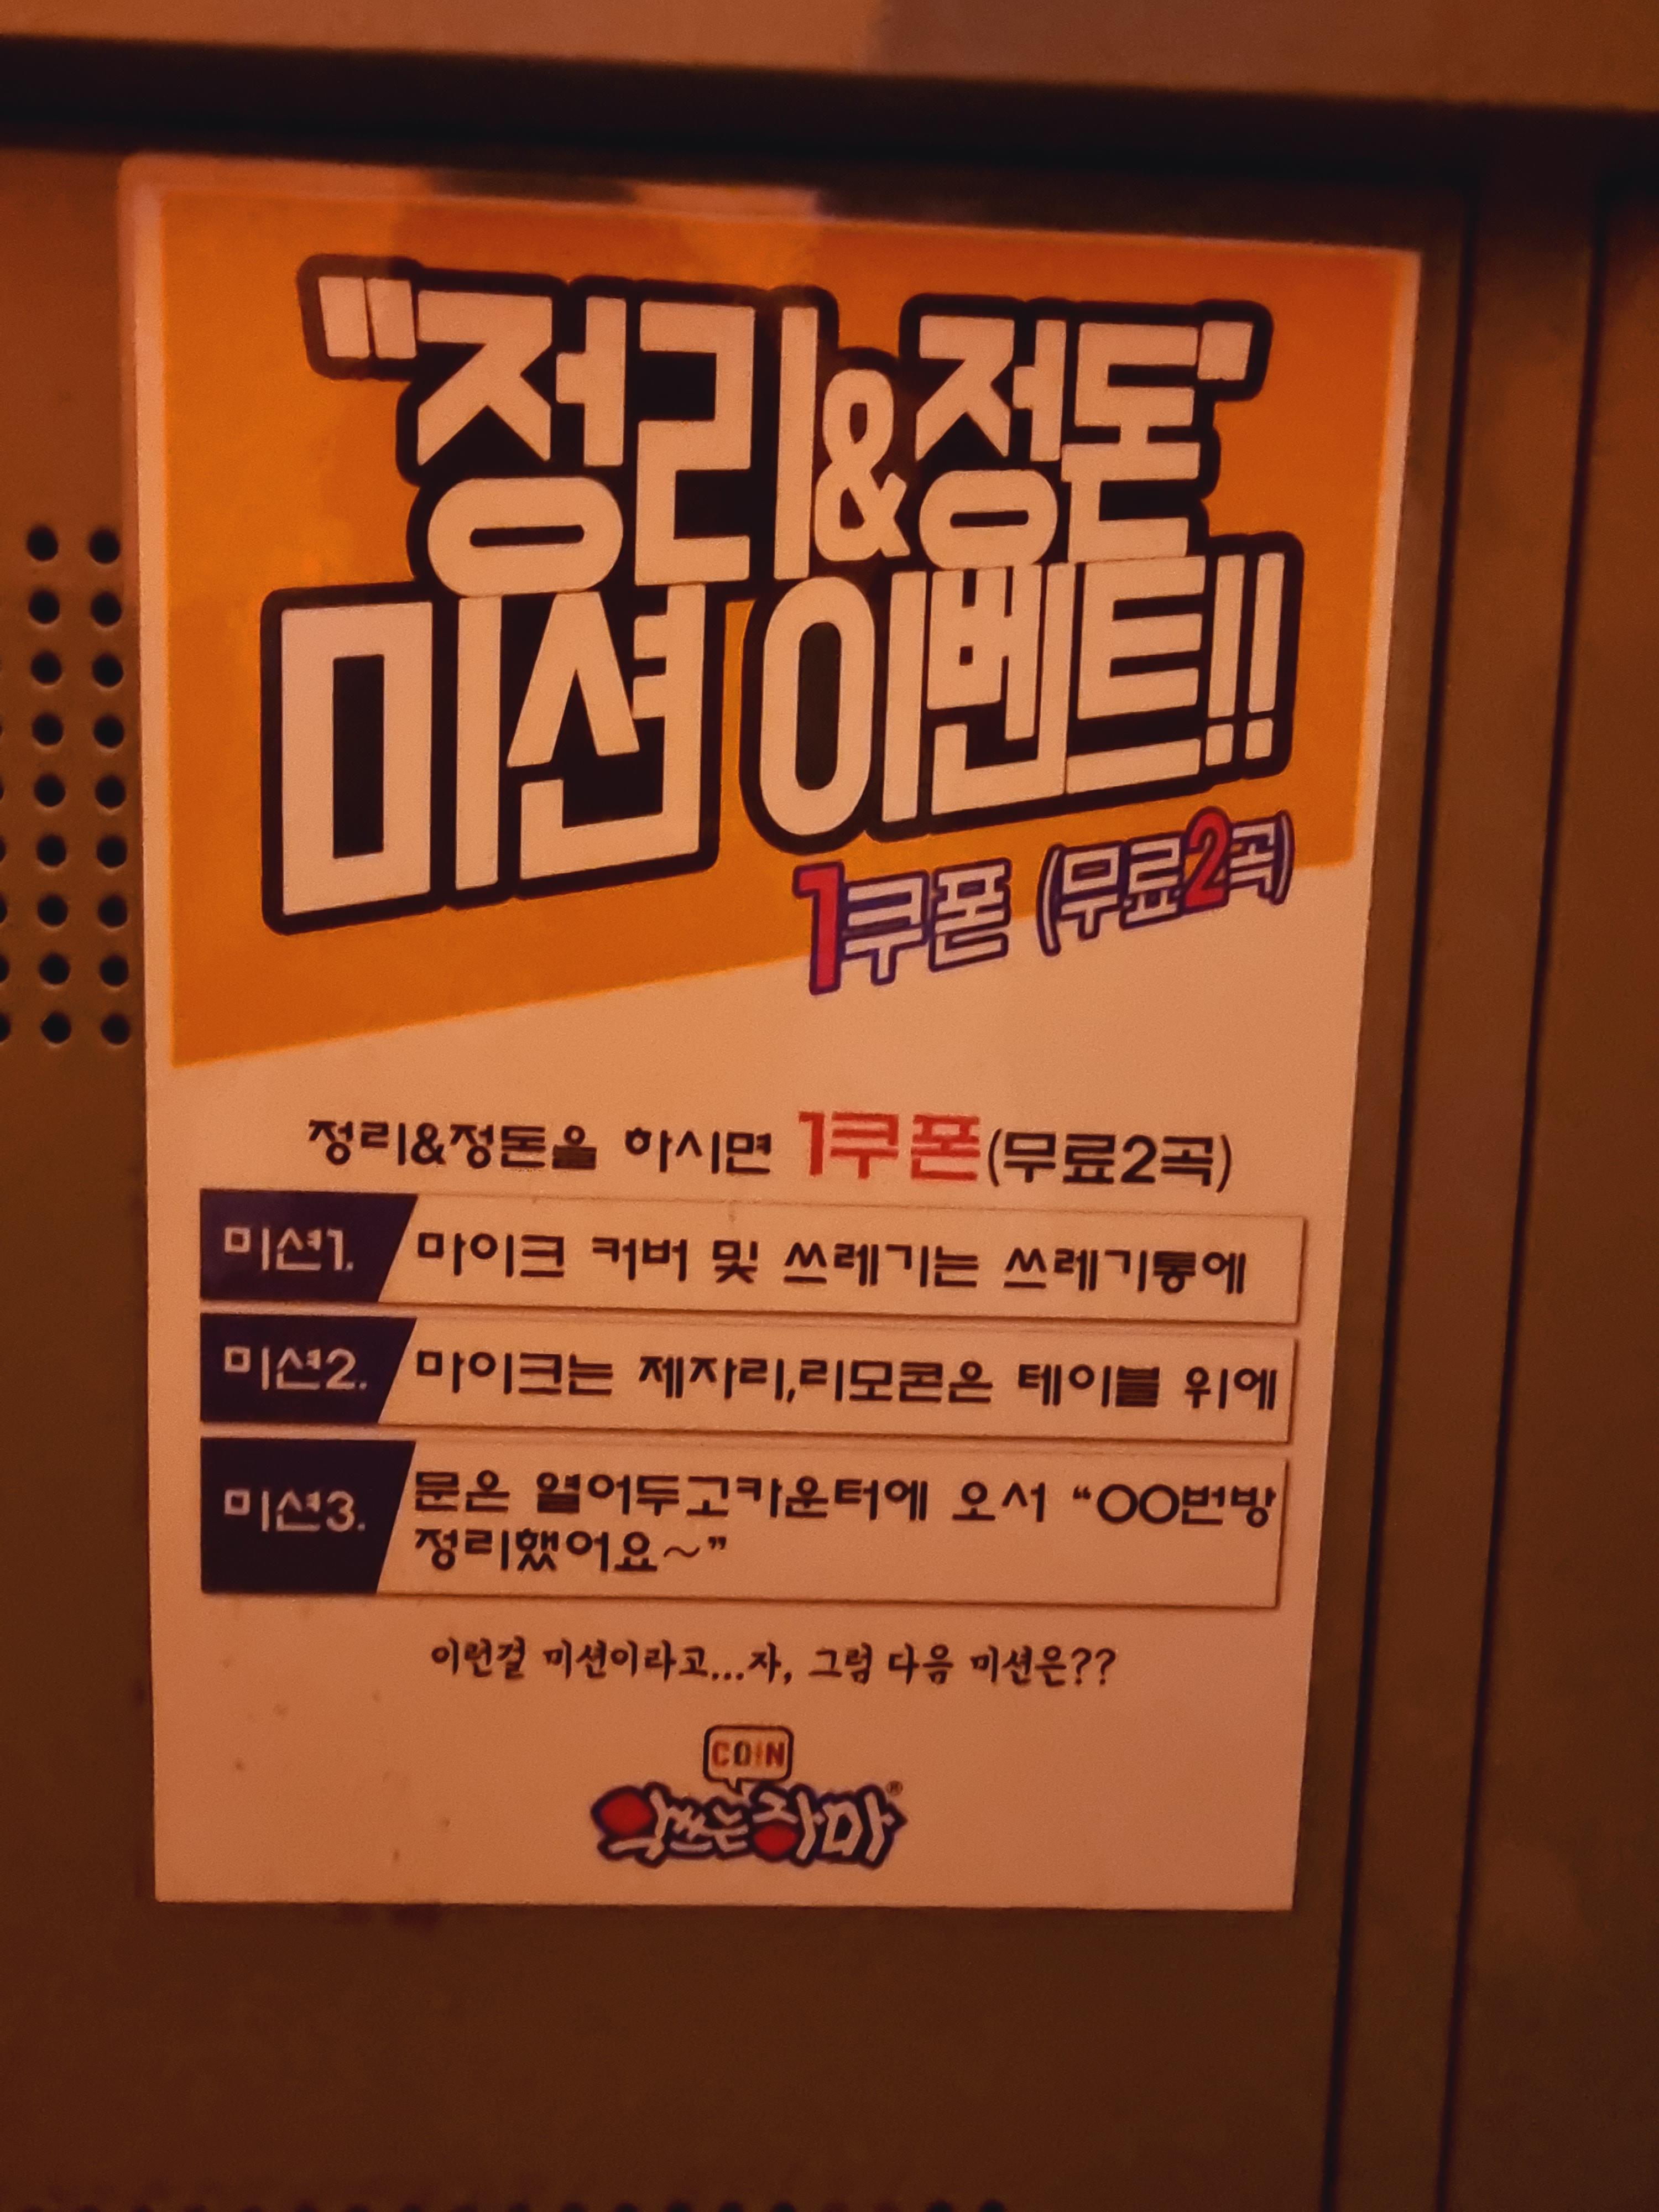 "정리&정돈"
미션 이벤트!!
1쿠폰 (무료2곡)
정리&정돈을 하시면 1쿠폰(무료2곡)
미션1. 마이크 커버 및 쓰레기는 쓰레기통에
미션2. 마이크는 제자리,리모콘은 테이블 위에
미션3. 문은 열어두고카운터에 오셔 “OO번방
정리했어요~”
이런걸 미션이라고...자, 그럼 다음 미션은??
COIN
악쓰는하마®